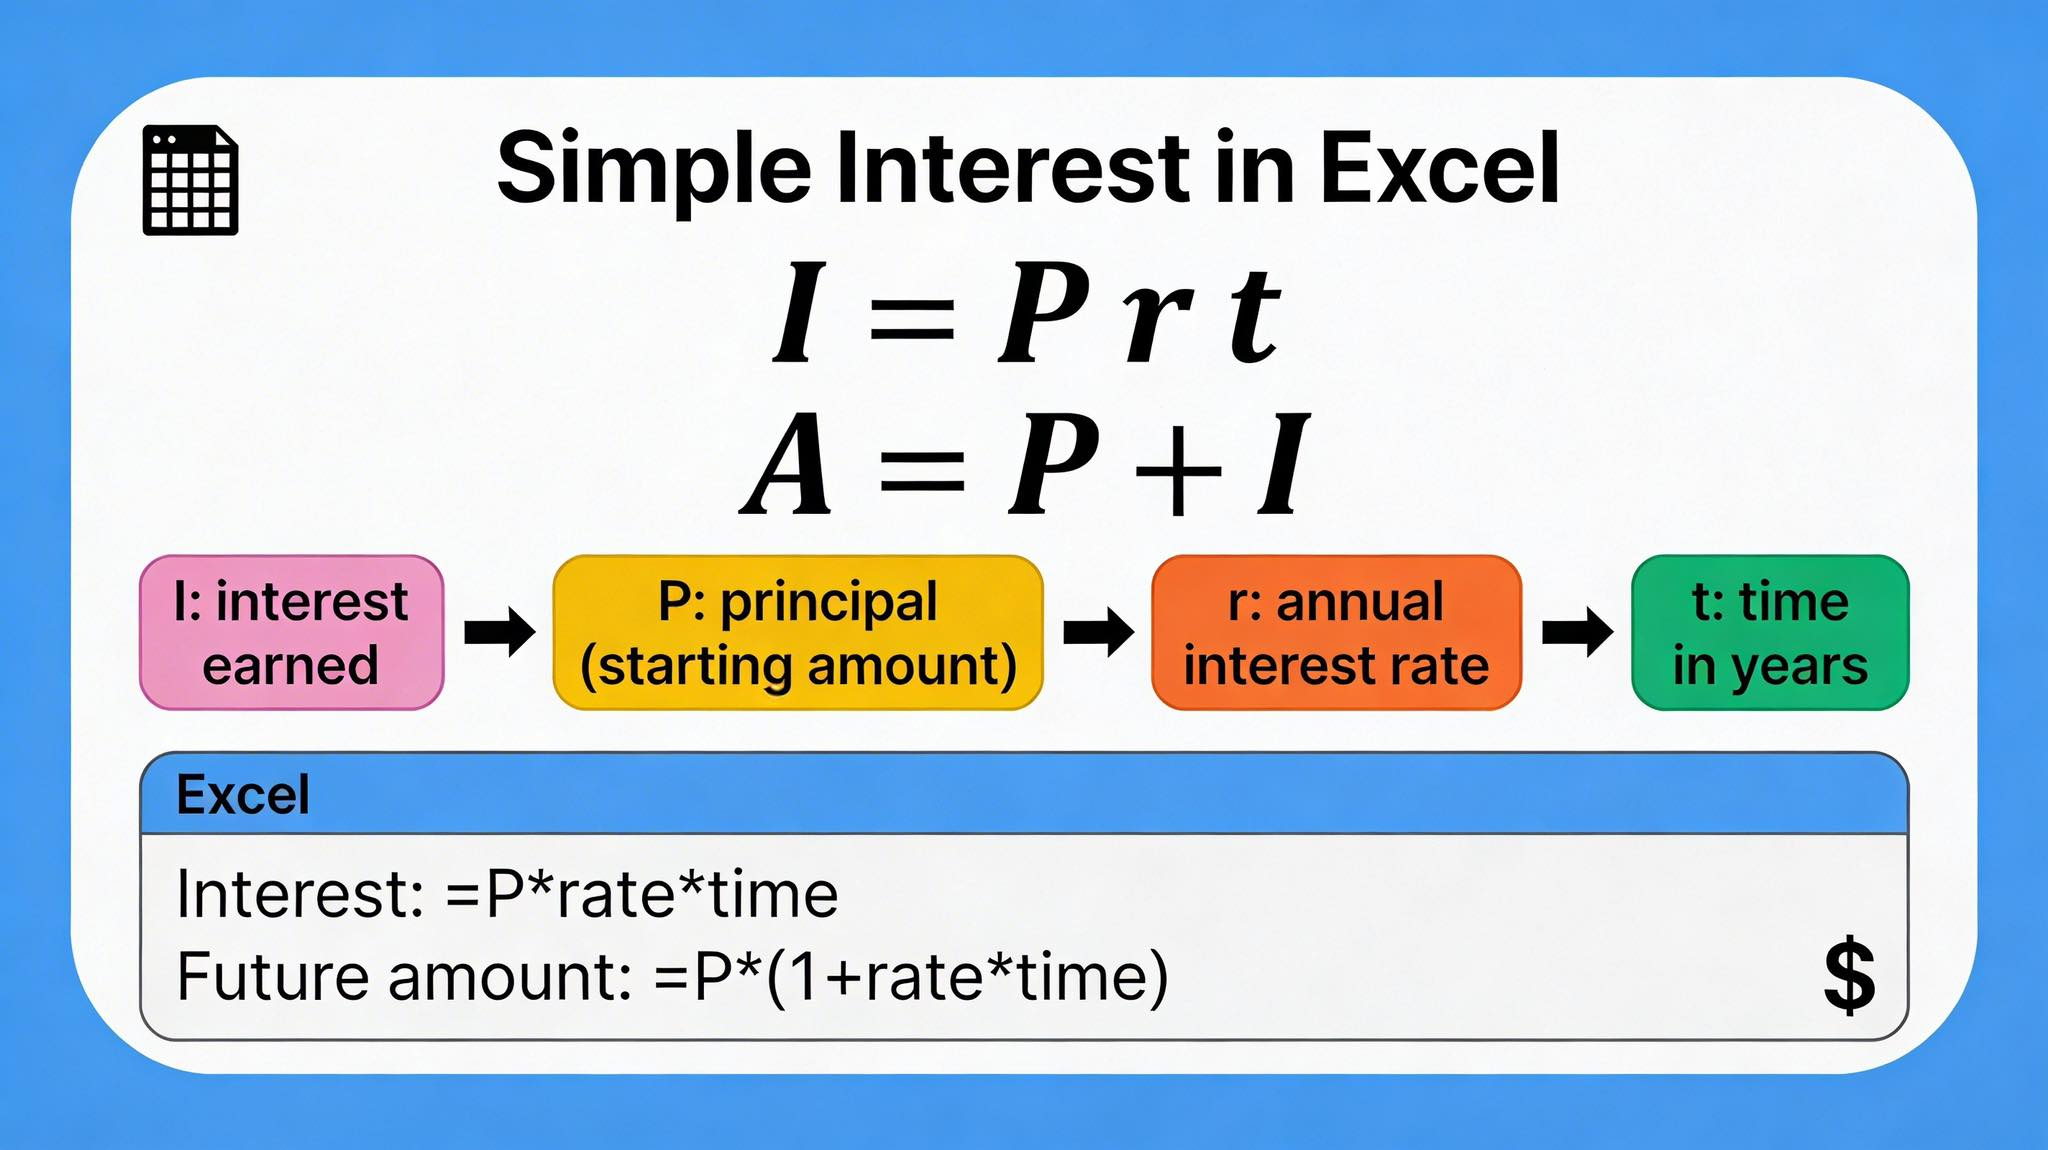 Simple Interest in Excel
I = P r t
A = P + I
I: interest
earned
P: principal
(starting amount)
r: annual
interest rate
t: time
in years
Excel
Interest: =P*rate*time
Future amount: =P*(1+rate*time)
$